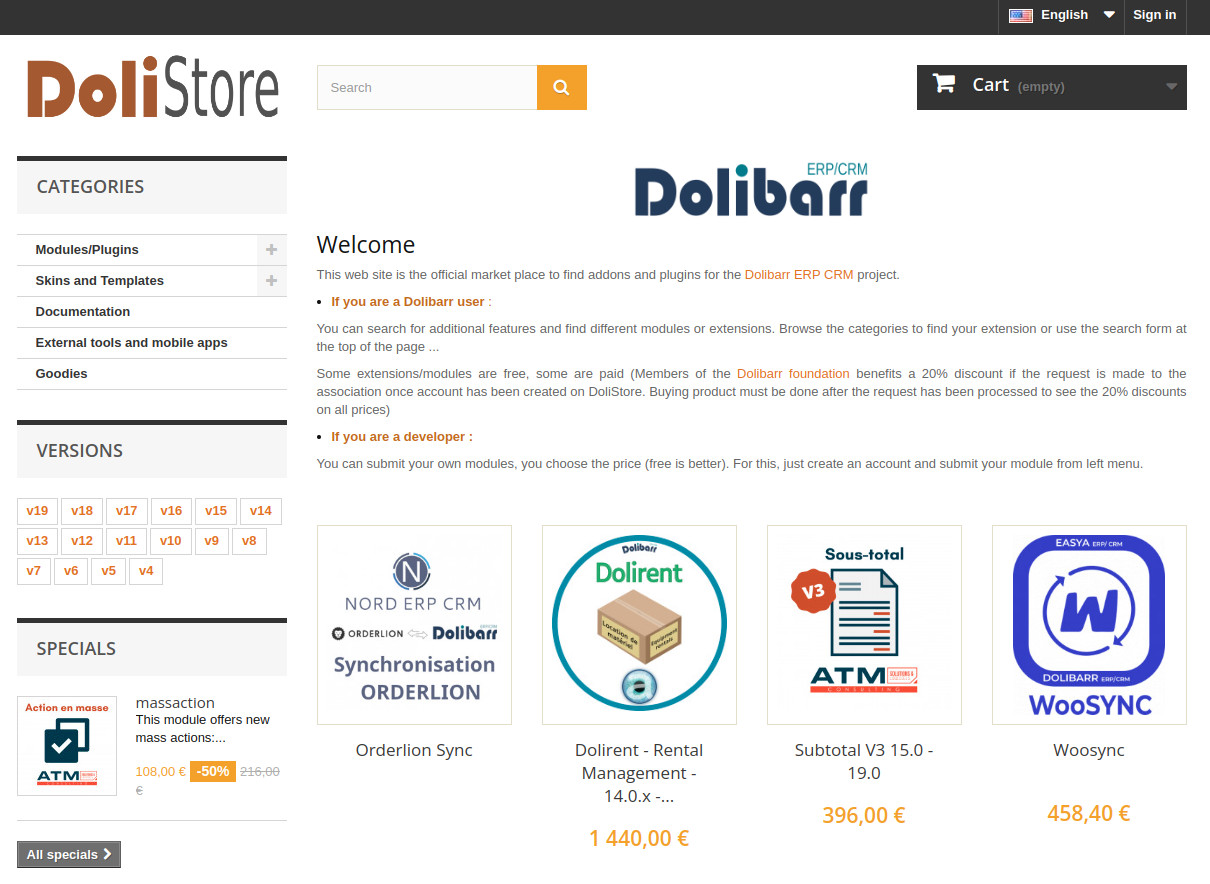 English
Sign in
DoliStore
Search
Cart (empty)
CATEGORIES
Modules/Plugins
Skins and Templates
Documentation
External tools and mobile apps
Goodies
VERSIONS
v19 v18 v17 v16 v15 v14
v13 v12 v11 v10 v9 v8
v7 v6 v5 v4
SPECIALS
Action en masse
ATM
CONSULTING
massaction
This module offers new
mass actions:...
108,00 € -50% 216,00
€
All specials
ERP/CRM
Dolibarr
Welcome
This web site is the official market place to find addons and plugins for the Dolibarr ERP CRM project.
If you are a Dolibarr user :
You can search for additional features and find different modules or extensions. Browse the categories to find your extension or use the search form at
the top of the page ...
Some extensions/modules are free, some are paid (Members of the Dolibarr foundation benefits a 20% discount if the request is made to the
association once account has been created on DoliStore. Buying product must be done after the request has been processed to see the 20% discounts
on all prices)
If you are a developer :
You can submit your own modules, you choose the price (free is better). For this, just create an account and submit your module from left menu.
N
NORD ERP CRM
ORDERLION Dolibarr
Synchronisation
ORDERLION
Orderlion Sync
Dolibarr
Dolirent
Location de
matériel
Equipment
rentals
Dolirent - Rental
Management -
14.0.x -...
1 440,00 €
Sous-total
V3
ATM
CONSULTING
Subtotal V3 15.0 -
19.0
396,00 €
EASYA ERP/ CRM
W
DOLIBARR ERP/CRM
WooSYNC
Woosync
458,40 €